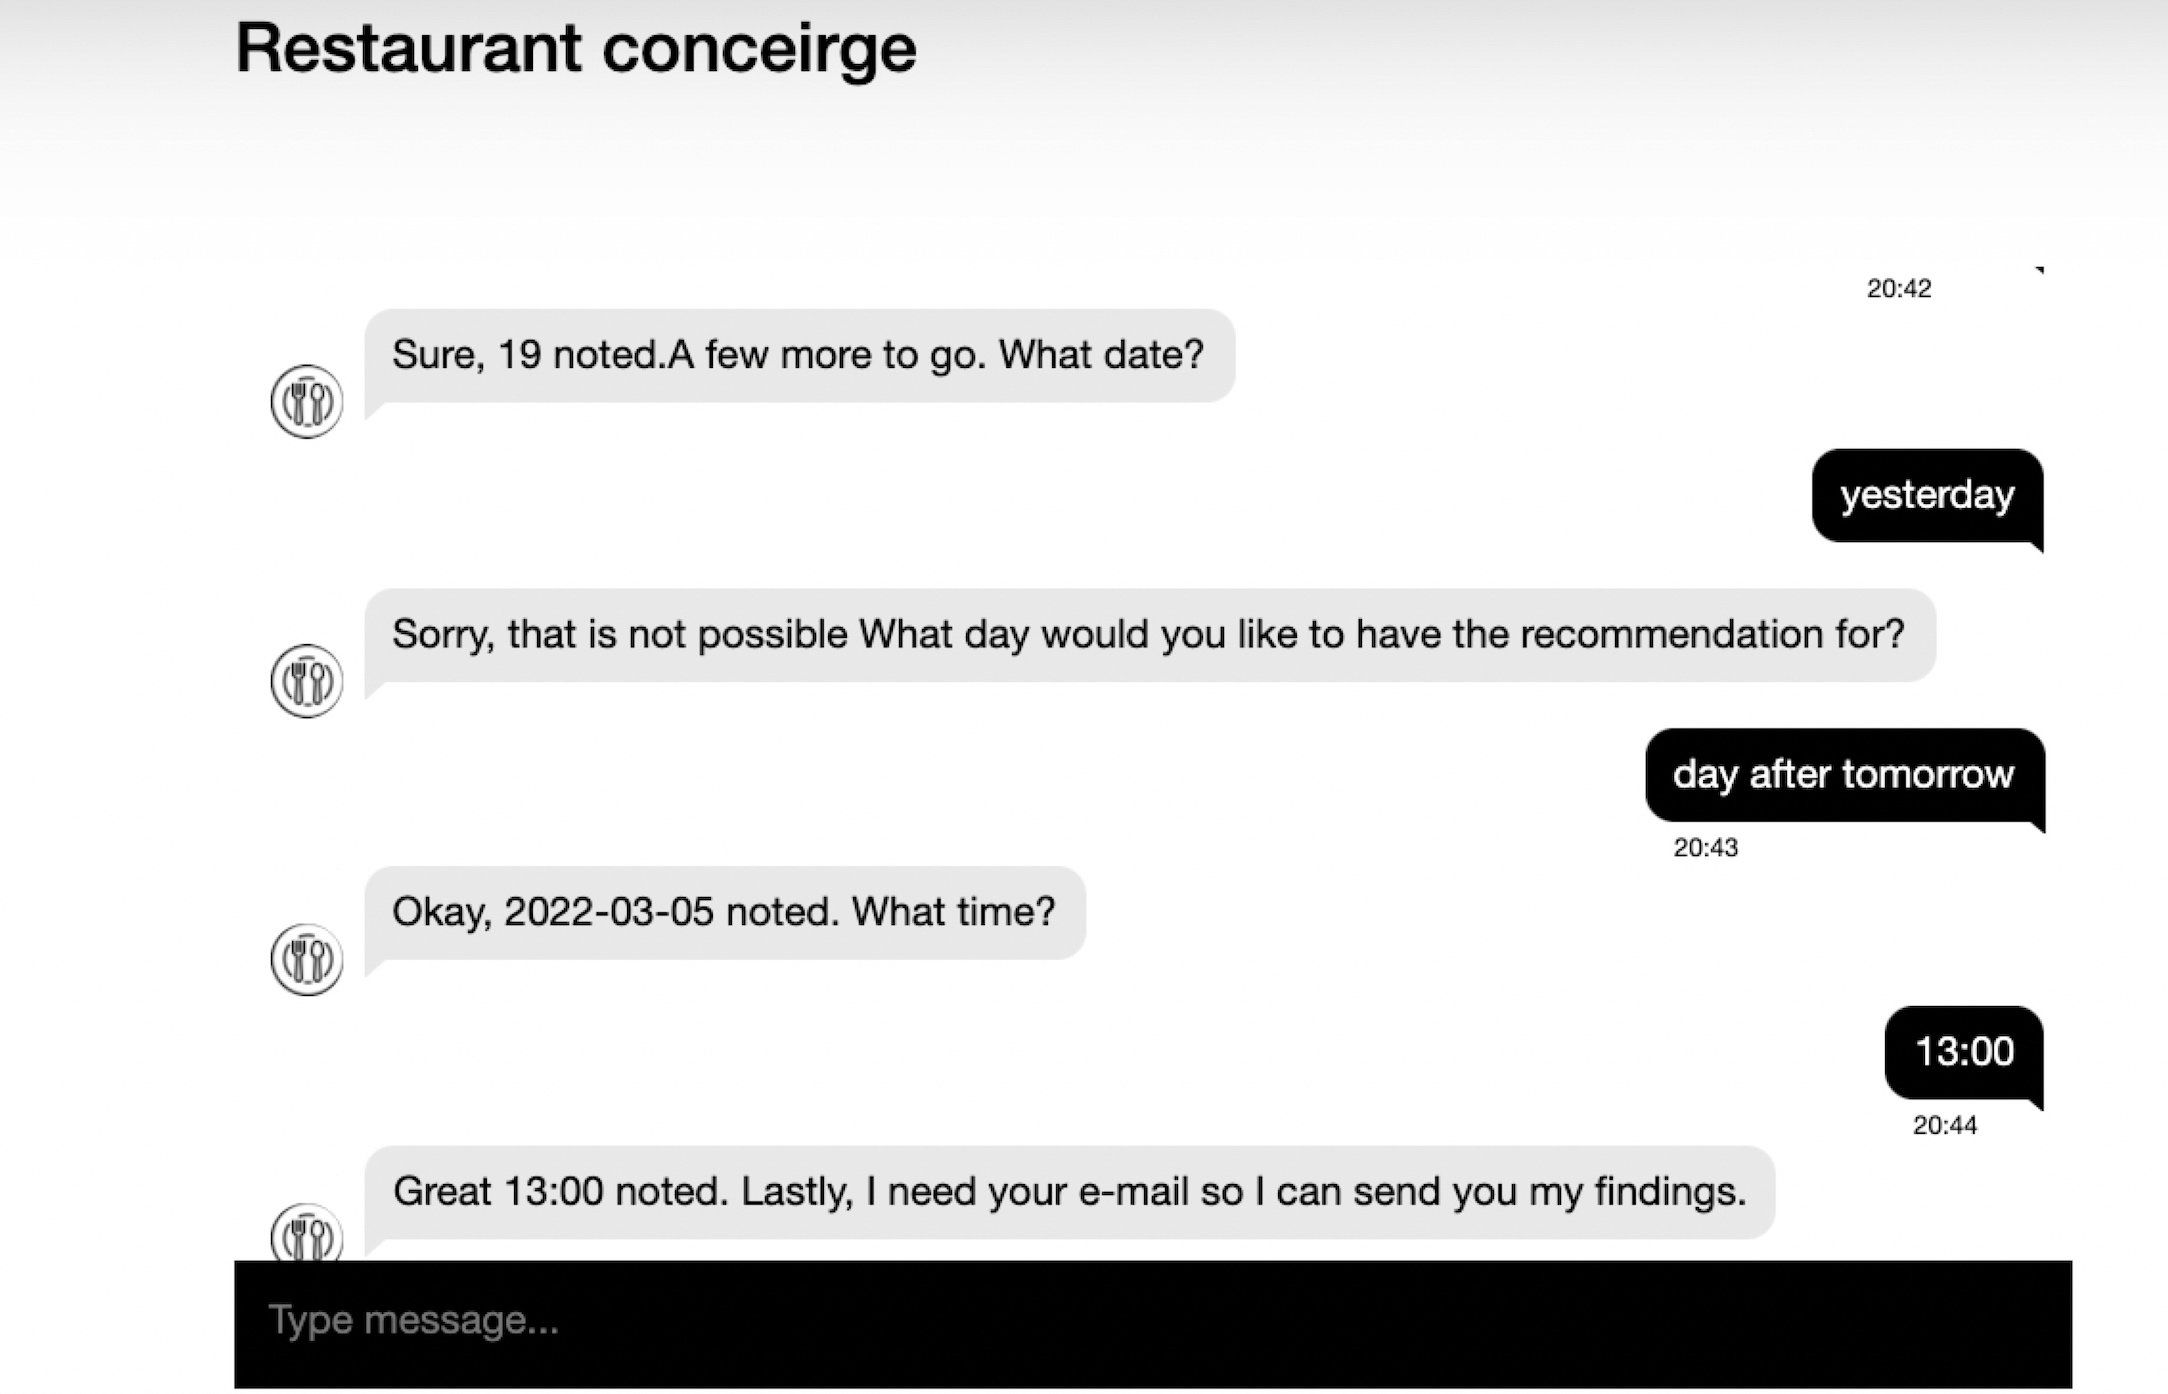 Restaurant conceirge
20:42
Sure, 19 noted.A few more to go. What date?
yesterday
Sorry, that is not possible What day would you like to have the recommendation for?
day after tomorrow
20:43
Okay, 2022-03-05 noted. What time?
13:00
20:44
Great 13:00 noted. Lastly, I need your e-mail so I can send you my findings.
Type message...